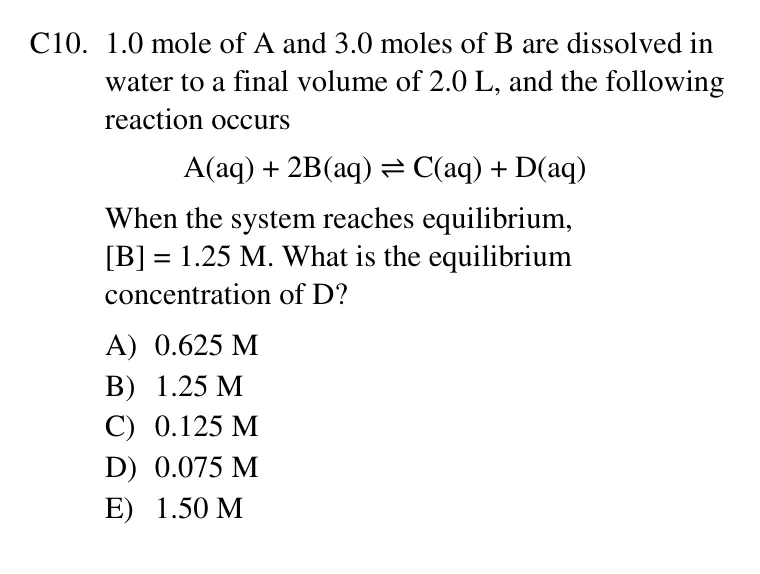 C10. 1.0 mole of A and 3.0 moles of B are dissolved in
water to a final volume of 2.0 L, and the following
reaction occurs
A(aq) + 2B(aq) ⇌ C(aq) + D(aq)
When the system reaches equilibrium,
[B] = 1.25 M. What is the equilibrium
concentration of D?
A) 0.625 M
B) 1.25 M
C) 0.125 M
D) 0.075 M
E) 1.50 M